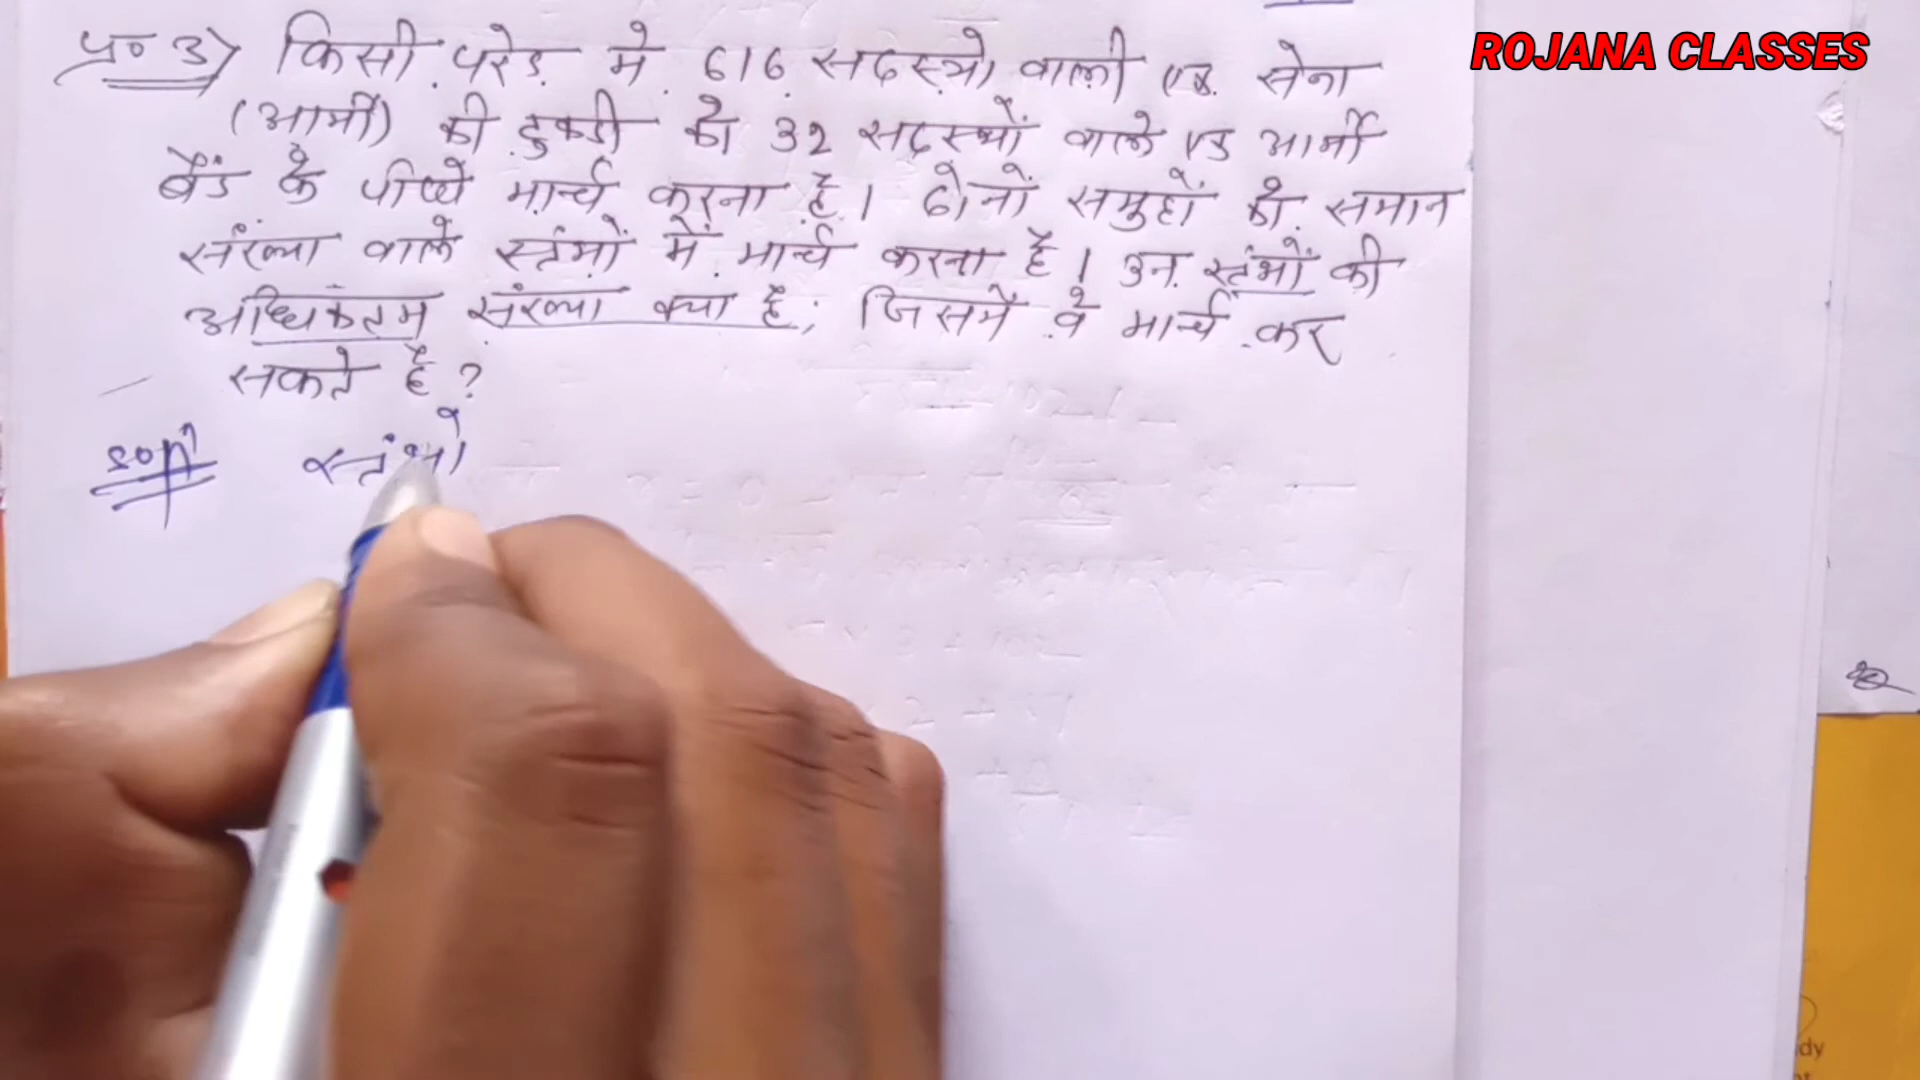 ROJANA CLASSES
प्र० 3) किसी परेड में 616 सदस्यो वाली एक सेना
(आर्मी) की टुकडी को 32 सदस्यों वाले एक आर्मी
बैंड के पीछे मार्च करना है। दोनों समुहों को समान
संख्या वाले स्तंभों में मार्च करना है। उन स्तंभों की
अधिकतम संख्या क्या है, जिसमें वे मार्च कर
सकते है?
sol^n स्तंभो
dy